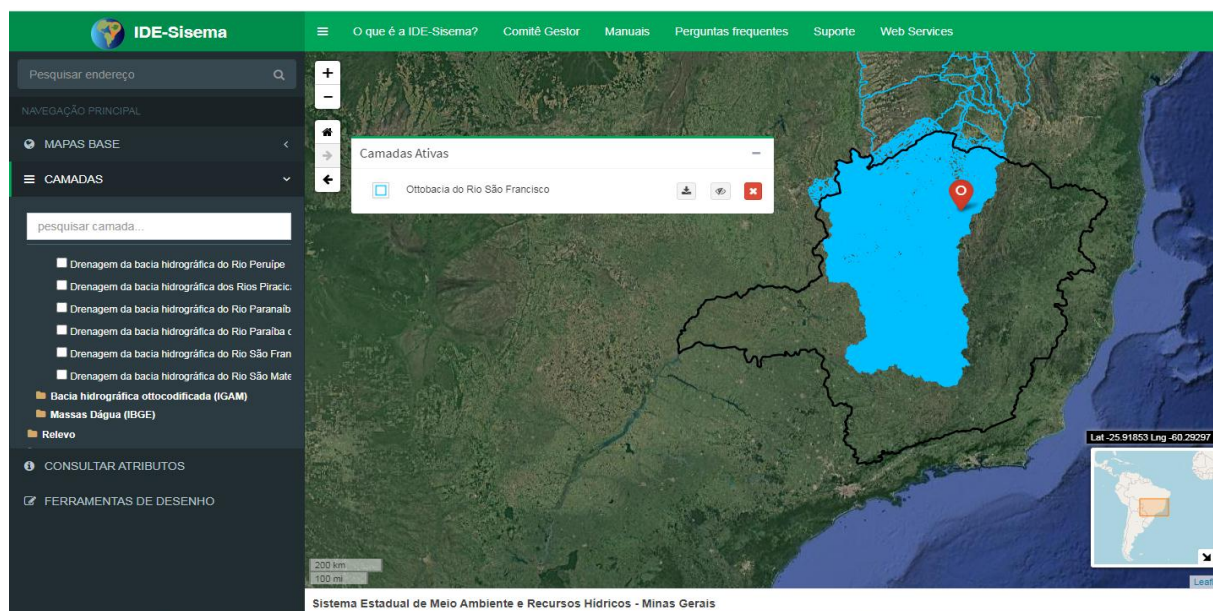 IDE-Sisema
O que é a IDE-Sisema? Comitê Gestor Manuais Perguntas frequentes Suporte Web Services
Pesquisar endereço
NAVEGAÇÃO PRINCIPAL
MAPAS BASE
CAMADAS
pesquisar camada...
Drenagem da bacia hidrográfica do Rio Peruípe
Drenagem da bacia hidrográfica dos Rios Piracic
Drenagem da bacia hidrográfica do Rio Paranaíb
Drenagem da bacia hidrográfica do Rio Paraíba d
Drenagem da bacia hidrográfica do Rio São Fran
Drenagem da bacia hidrográfica do Rio São Mate
Bacia hidrográfica ottocodificada (IGAM)
Massas Dágua (IBGE)
Relevo
CONSULTAR ATRIBUTOS
FERRAMENTAS DE DESENHO
+
−
Camadas Ativas
Ottobacia do Rio São Francisco
Lat -25.91853 Lng -60.29297
200 km
100 mi
Leafl
Sistema Estadual de Meio Ambiente e Recursos Hídricos - Minas Gerais